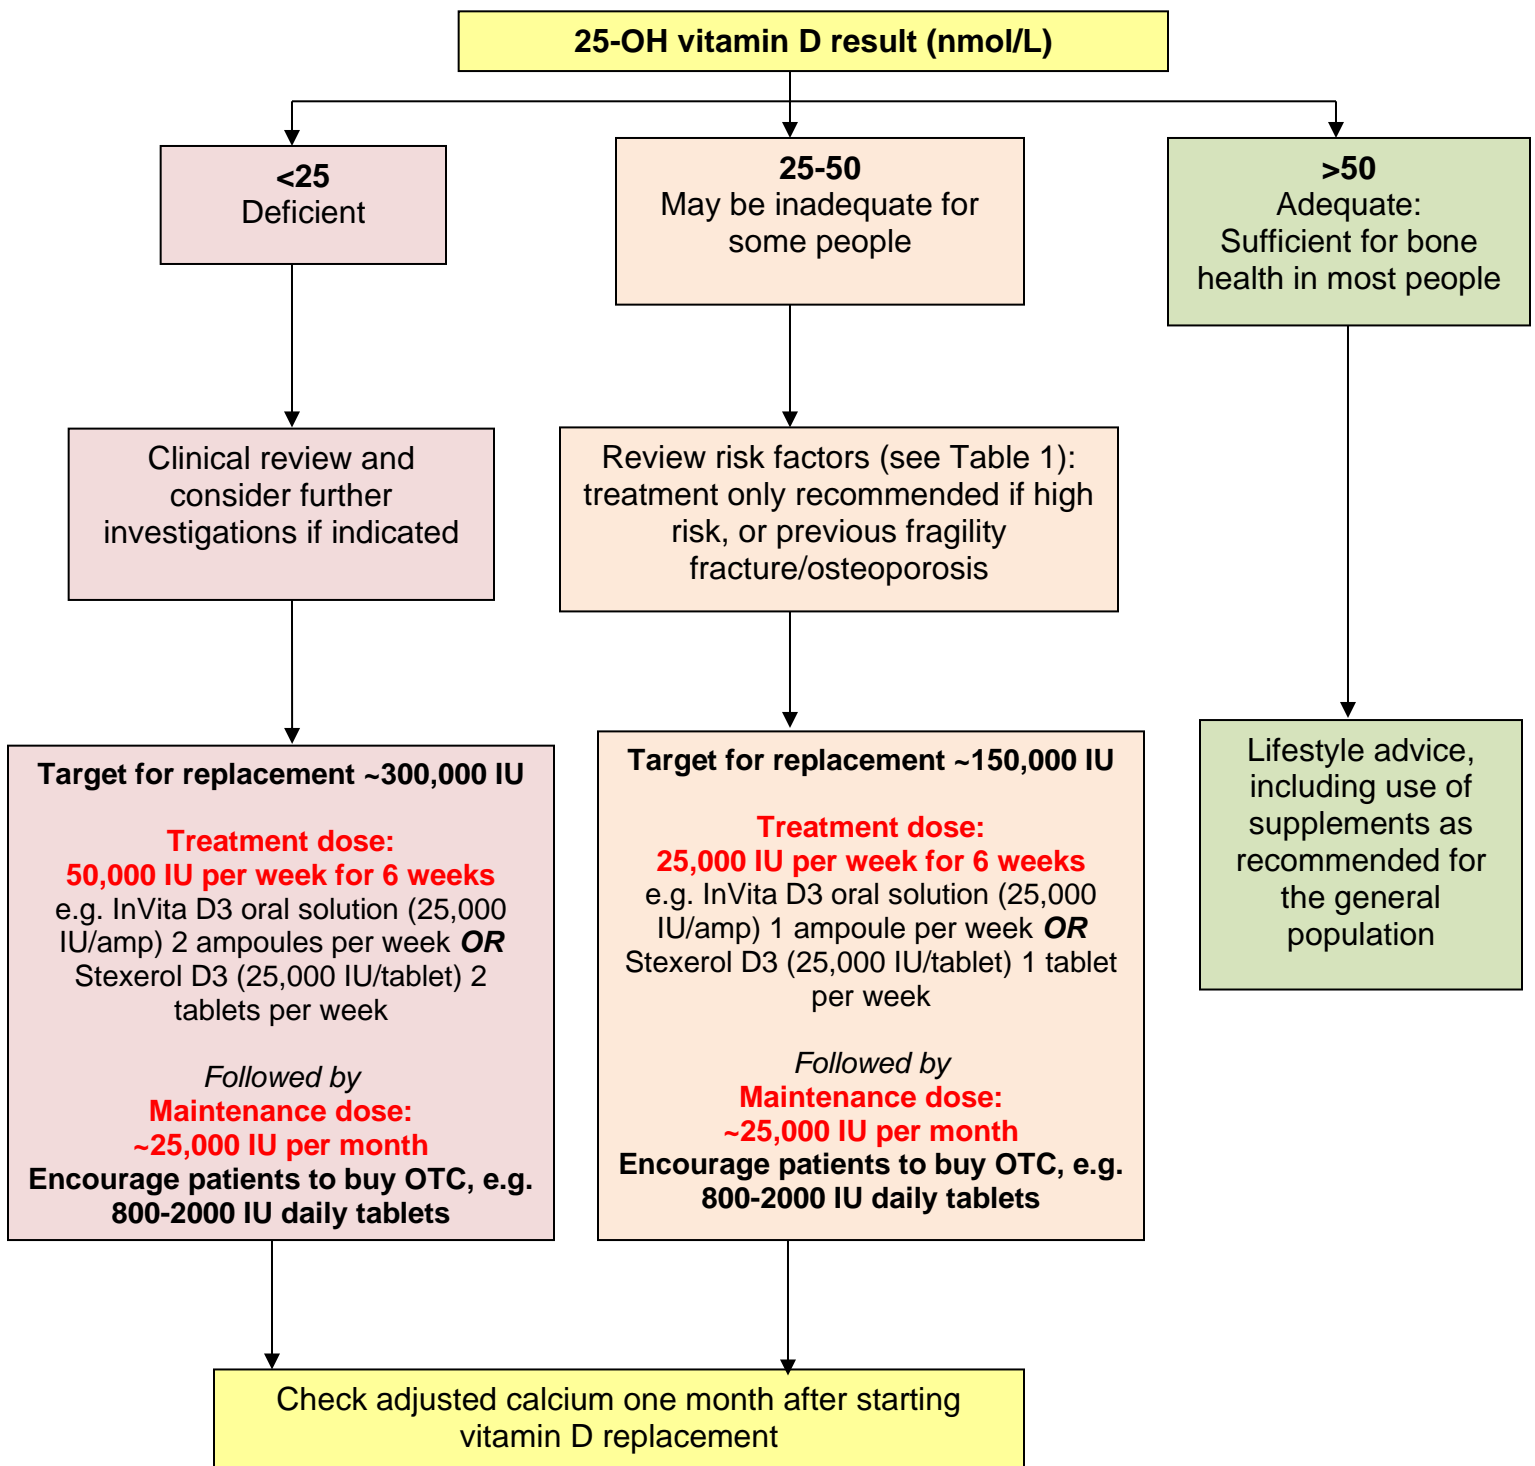 25-OH vitamin D result (nmol/L)
<25
Deficient
25-50
May be inadequate for
some people
>50
Adequate:
Sufficient for bone
health in most people
Clinical review and
consider further
investigations if indicated
Review risk factors (see Table 1):
treatment only recommended if high
risk, or previous fragility
fracture/osteoporosis
Target for replacement ~300,000 IU
Treatment dose:
50,000 IU per week for 6 weeks
e.g. InVita D3 oral solution (25,000
IU/amp) 2 ampoules per week OR
Stexerol D3 (25,000 IU/tablet) 2
tablets per week
Followed by
Maintenance dose:
~25,000 IU per month
Encourage patients to buy OTC, e.g.
800-2000 IU daily tablets
Target for replacement ~150,000 IU
Treatment dose:
25,000 IU per week for 6 weeks
e.g. InVita D3 oral solution (25,000
IU/amp) 1 ampoule per week OR
Stexerol D3 (25,000 IU/tablet) 1 tablet
per week
Followed by
Maintenance dose:
~25,000 IU per month
Encourage patients to buy OTC, e.g.
800-2000 IU daily tablets
Lifestyle advice,
including use of
supplements as
recommended for
the general
population
Check adjusted calcium one month after starting
vitamin D replacement